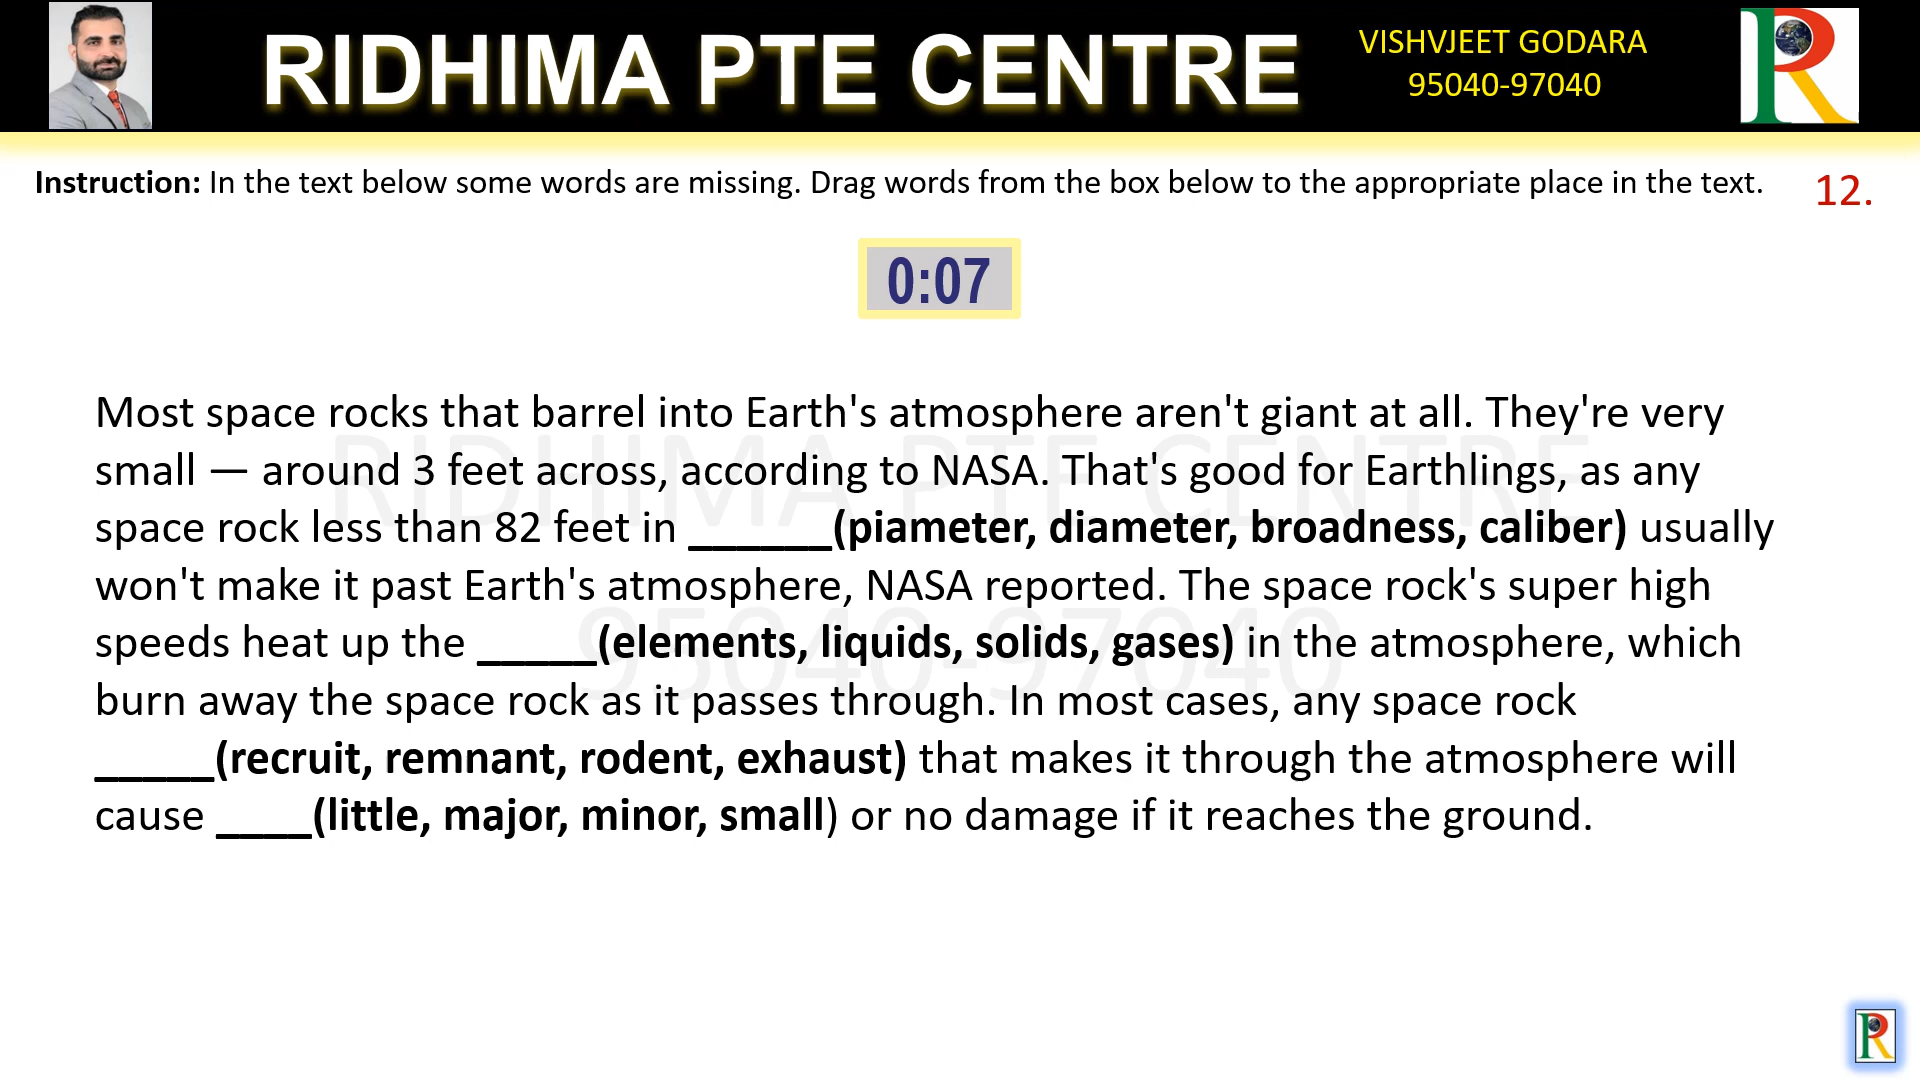 RIDHIMA PTE CENTRE
VISHVJEET GODARA
95040-97040
Instruction: In the text below some words are missing. Drag words from the box below to the appropriate place in the text.
12.
0:07
RIDHIMA PTE CENTRE
95040-97040
Most space rocks that barrel into Earth's atmosphere aren't giant at all. They're very
small — around 3 feet across, according to NASA. That's good for Earthlings, as any
space rock less than 82 feet in ______(piameter, diameter, broadness, caliber) usually
won't make it past Earth's atmosphere, NASA reported. The space rock's super high
speeds heat up the _____(elements, liquids, solids, gases) in the atmosphere, which
burn away the space rock as it passes through. In most cases, any space rock
_____(recruit, remnant, rodent, exhaust) that makes it through the atmosphere will
cause ____(little, major, minor, small) or no damage if it reaches the ground.